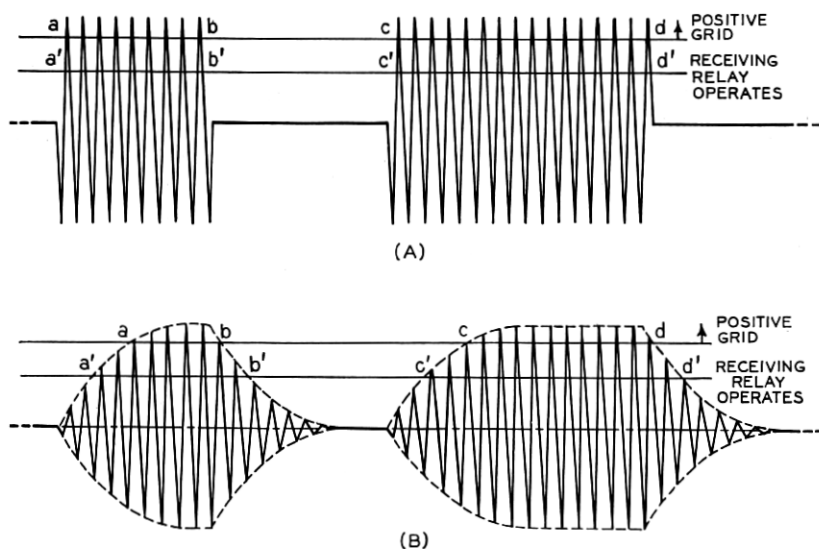 a b c d POSITIVE
GRID
a' b' c' d' RECEIVING
RELAY
OPERATES
(A)
a b c d POSITIVE
GRID
a' b' c' d' RECEIVING
RELAY
OPERATES
(B)